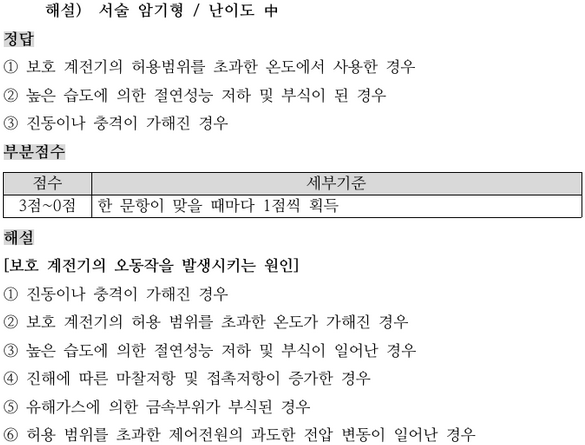 해설) 서술 암기형 / 난이도 中
정답
① 보호 계전기의 허용범위를 초과한 온도에서 사용한 경우
② 높은 습도에 의한 절연성능 저하 및 부식이 된 경우
③ 진동이나 충격이 가해진 경우
부분점수
점수 세부기준
3점~0점 한 문항이 맞을 때마다 1점씩 획득
해설
[보호 계전기의 오동작을 발생시키는 원인]
① 진동이나 충격이 가해진 경우
② 보호 계전기의 허용 범위를 초과한 온도가 가해진 경우
③ 높은 습도에 의한 절연성능 저하 및 부식이 일어난 경우
④ 진해에 따른 마찰저항 및 접촉저항이 증가한 경우
⑤ 유해가스에 의한 금속부위가 부식된 경우
⑥ 허용 범위를 초과한 제어전원의 과도한 전압 변동이 일어난 경우